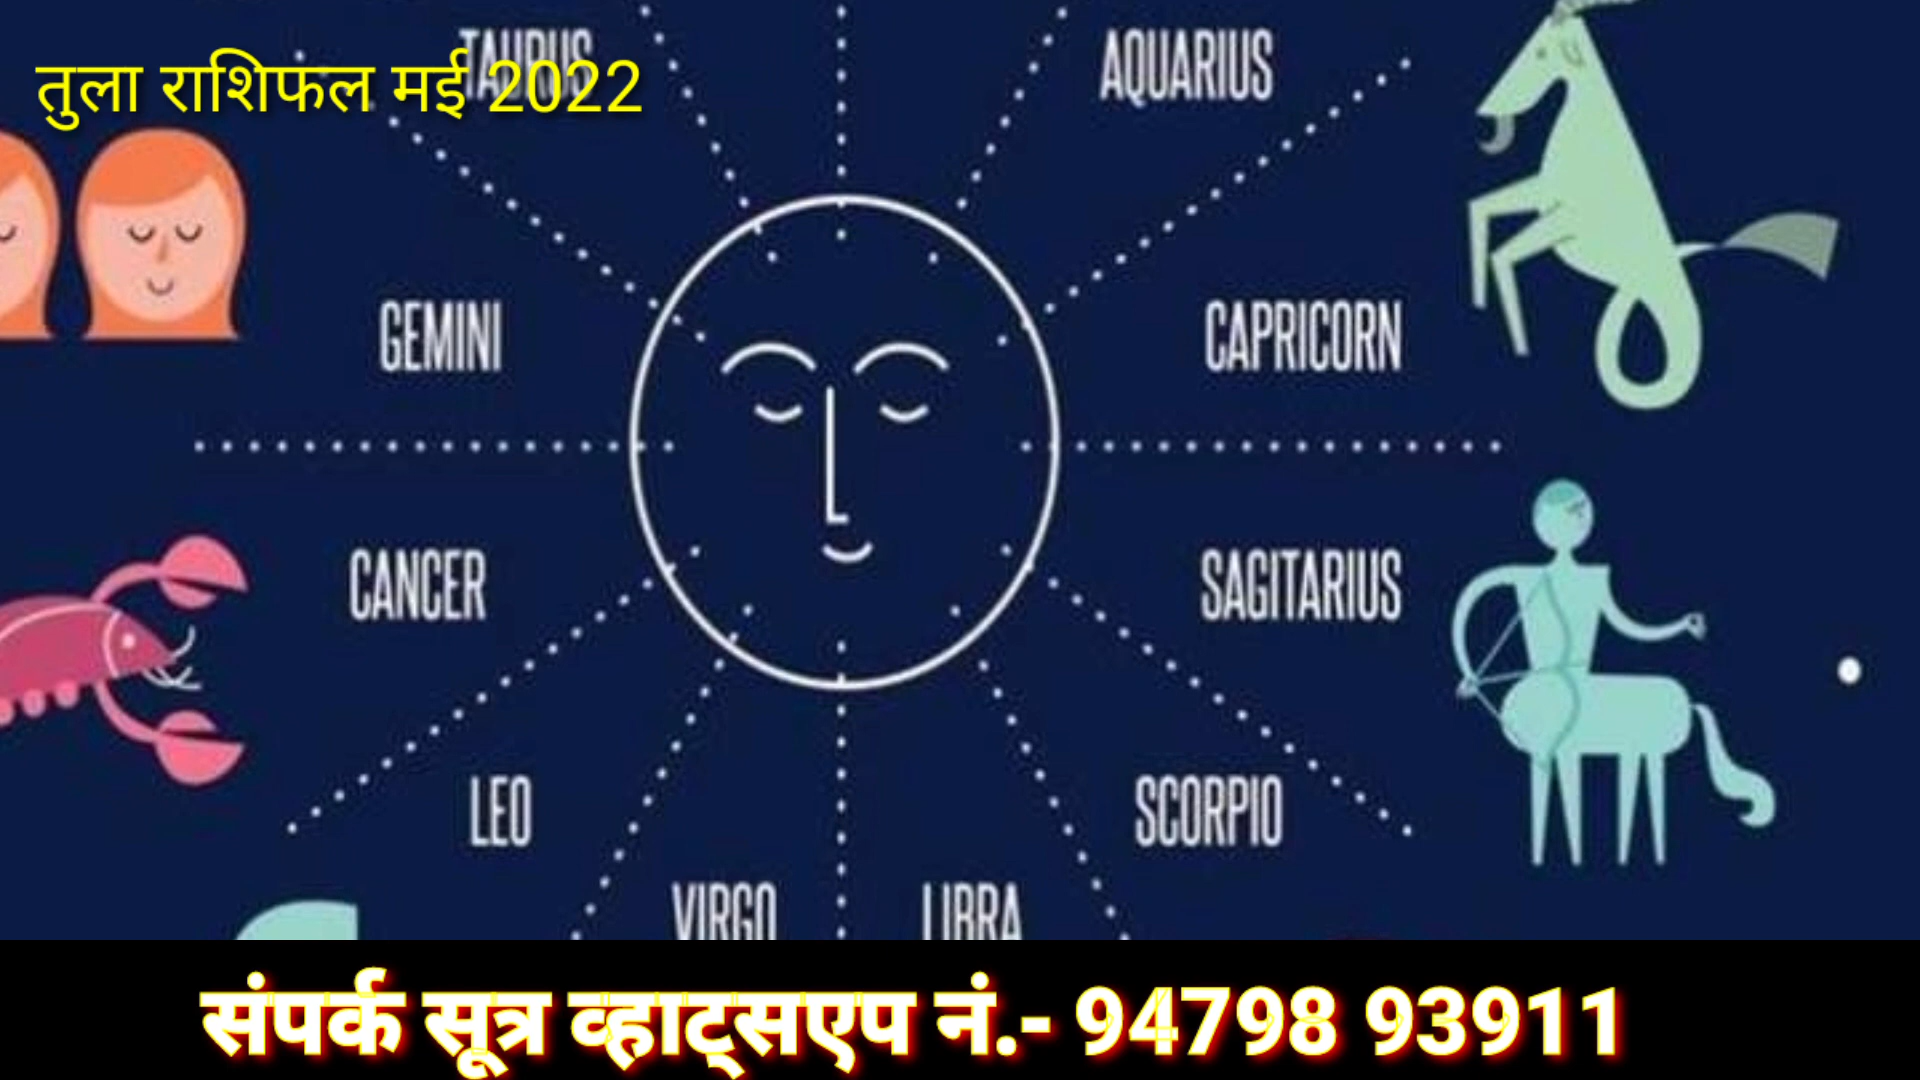 तुला राशिफल मई 2022
TAURUS
AQUARIUS
GEMINI
CAPRICORN
CANCER
SAGITARIUS
LEO
SCORPIO
VIRGO
LIBRA
संपर्क सूत्र व्हाट्सएप नं.- 94798 93911